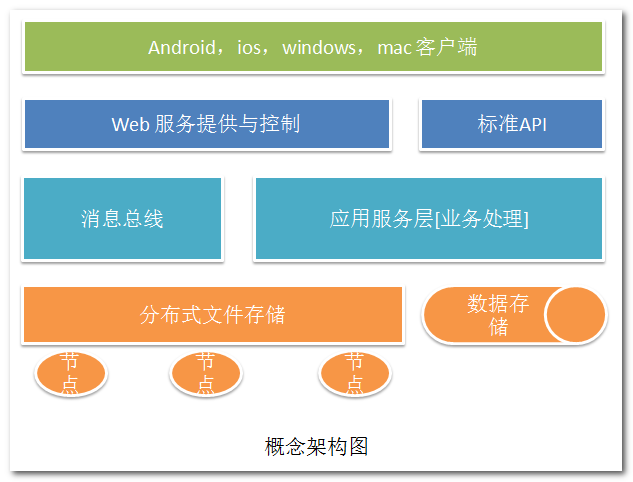 Android，ios，windows，mac 客户端
Web 服务提供与控制
标准API
消息总线
应用服务层[业务处理]
分布式文件存储
数据存
储
节
点
节
点
节
点
概念架构图